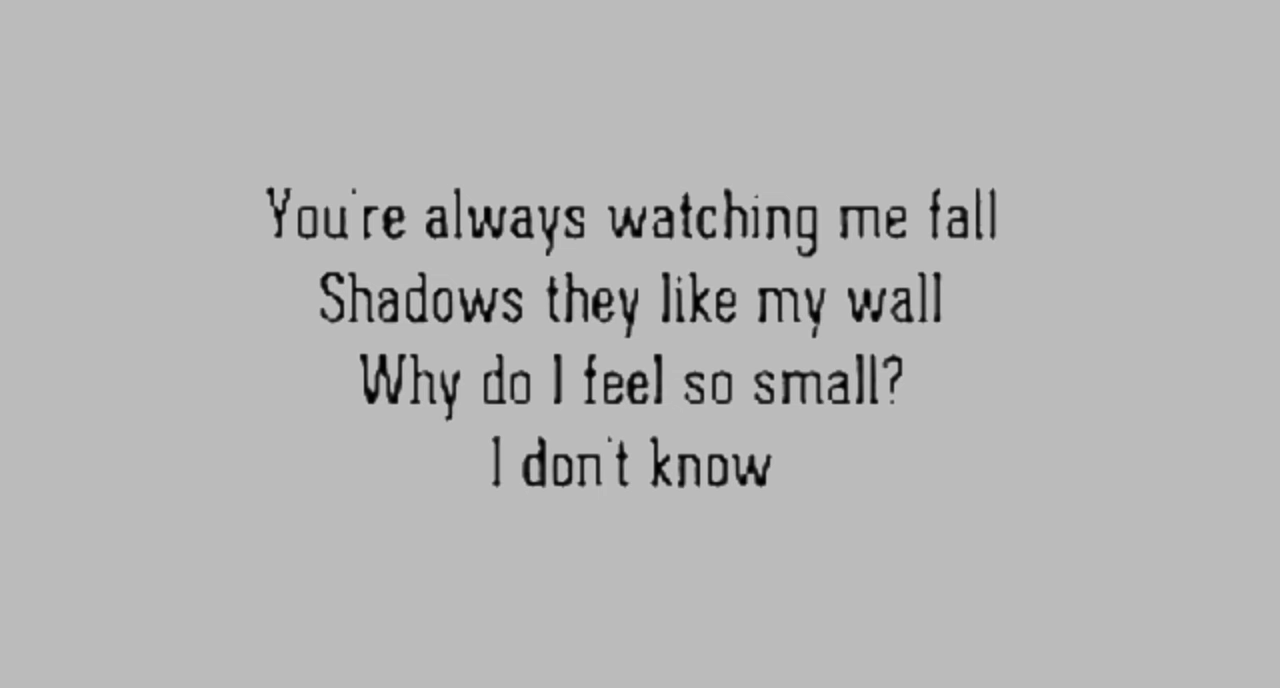 You're always watching me fall
Shadows they like my wall
Why do I feel so small?
I don't know